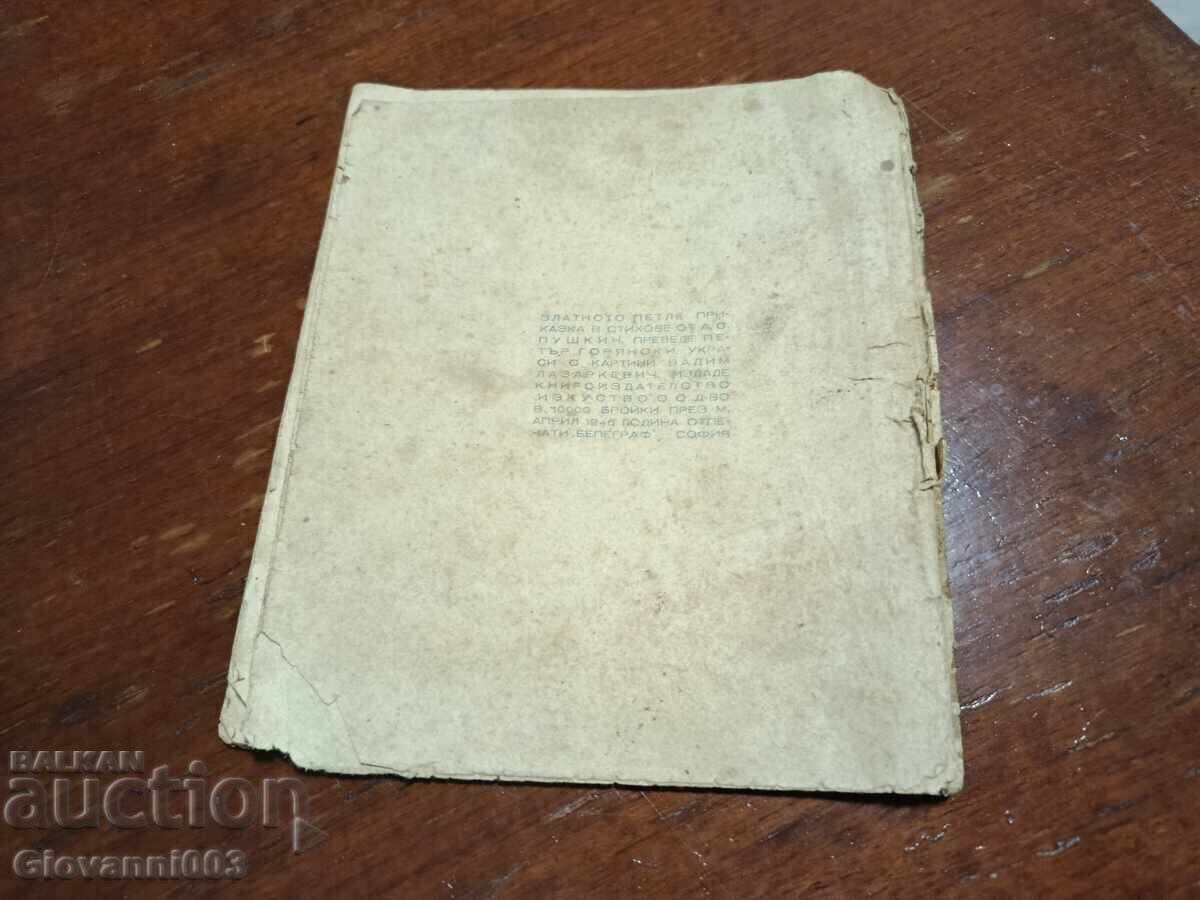 ЗЛАТНОТО ПЕТЛЕ ПРИ-
КАЗКА В СТИХОВЕ ОТ А.С.
ПУШКИН, ПРЕВЕДЕ ПЕ-
ТЪР ГОРЯНСКИ, УКРА-
СИ С КАРТИНИ ВАДИМ
ЛАЗАРКЕВИЧ, ИЗДАДЕ
КНИГОИЗДАТЕЛСТВО
„ИЗКУСТВО“ О.О.Д-ВО
В 10000 БРОЙКИ ПРЕЗ М.
АПРИЛ ГОДИНА ОТПЕ-
ЧАТИ „БЕЛЕГРАФ“, СОФИЯ
BALKAN
auction
Giovanni003